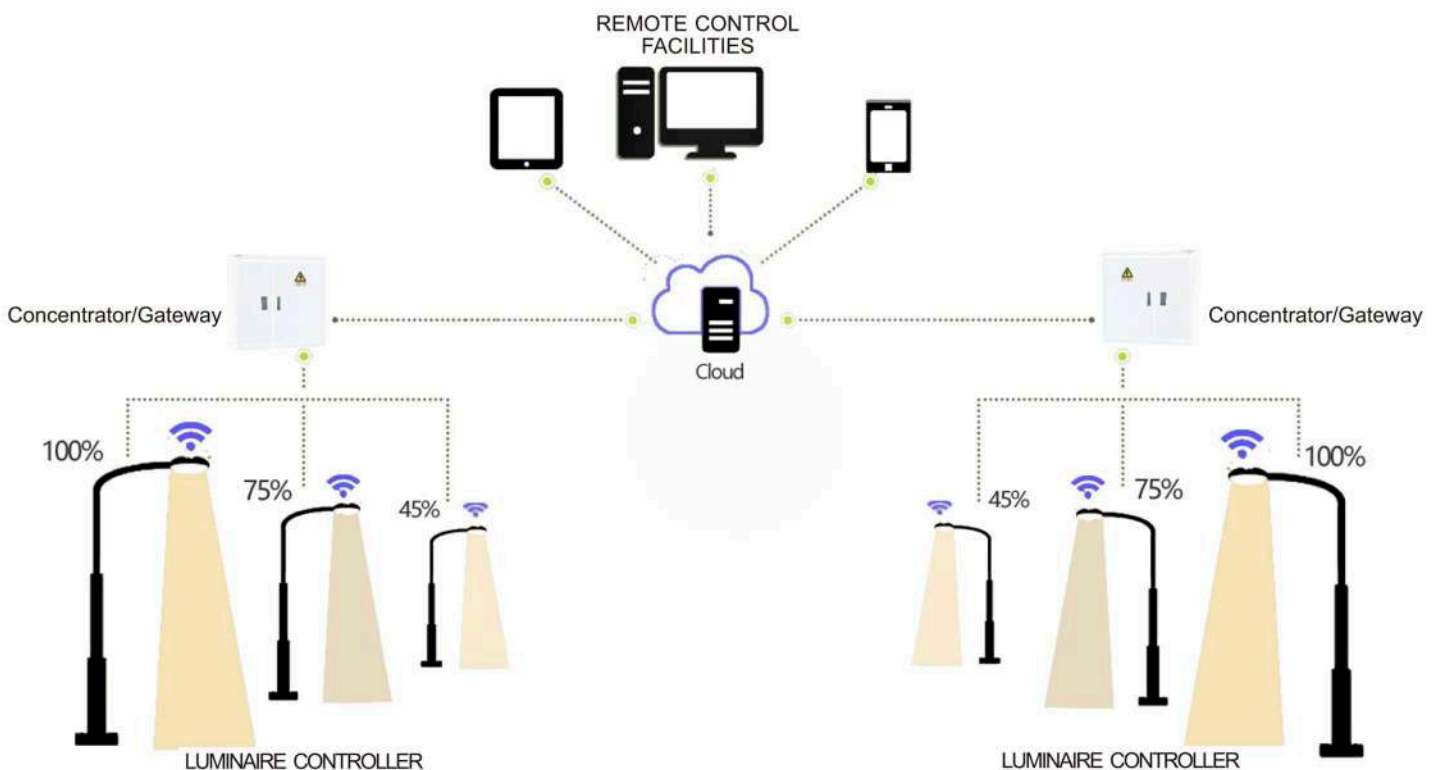 REMOTE CONTROL
FACILITIES
Concentrator/Gateway
Concentrator/Gateway
Cloud
100%
75%
45%
45%
75%
100%
LUMINAIRE CONTROLLER
LUMINAIRE CONTROLLER